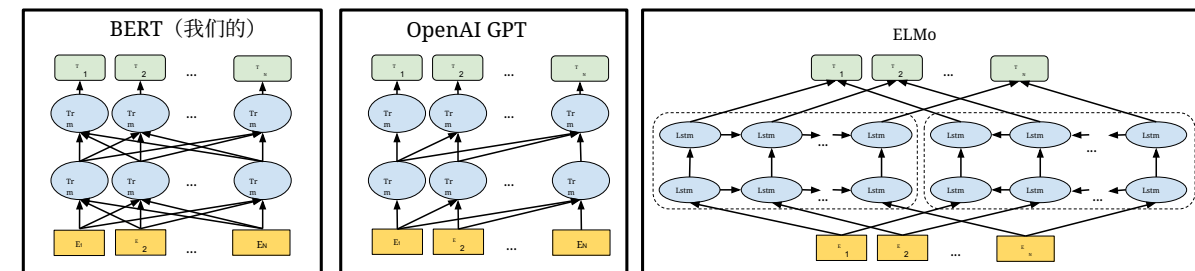 BERT（我们的）
T 1 T 2 ... T N
Tr m Tr m ... Tr m
Tr m Tr m ... Tr m
E₁ E 2 ... EN
OpenAI GPT
T 1 T 2 ... T N
Tr m Tr m ... Tr m
Tr m Tr m ... Tr m
E₁ E 2 ... EN
ELMo
T 1 T 2 ... T N
Lstm Lstm ... Lstm Lstm Lstm ... Lstm
Lstm Lstm ... Lstm Lstm Lstm ... Lstm
E 1 E 2 ... E N